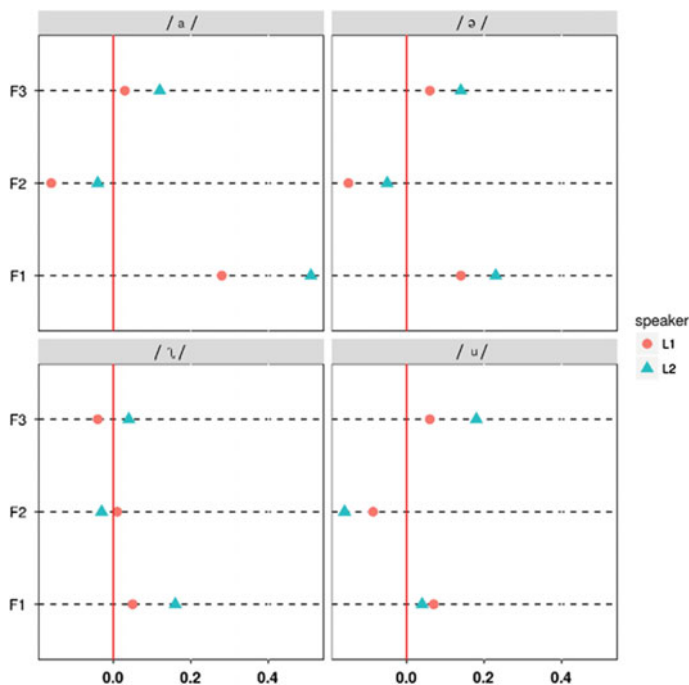 / a / / ə /
F3
F2
F1
speaker
L1
L2
/ ʅ / / u /
F3
F2
F1
0.0 0.2 0.4 0.0 0.2 0.4